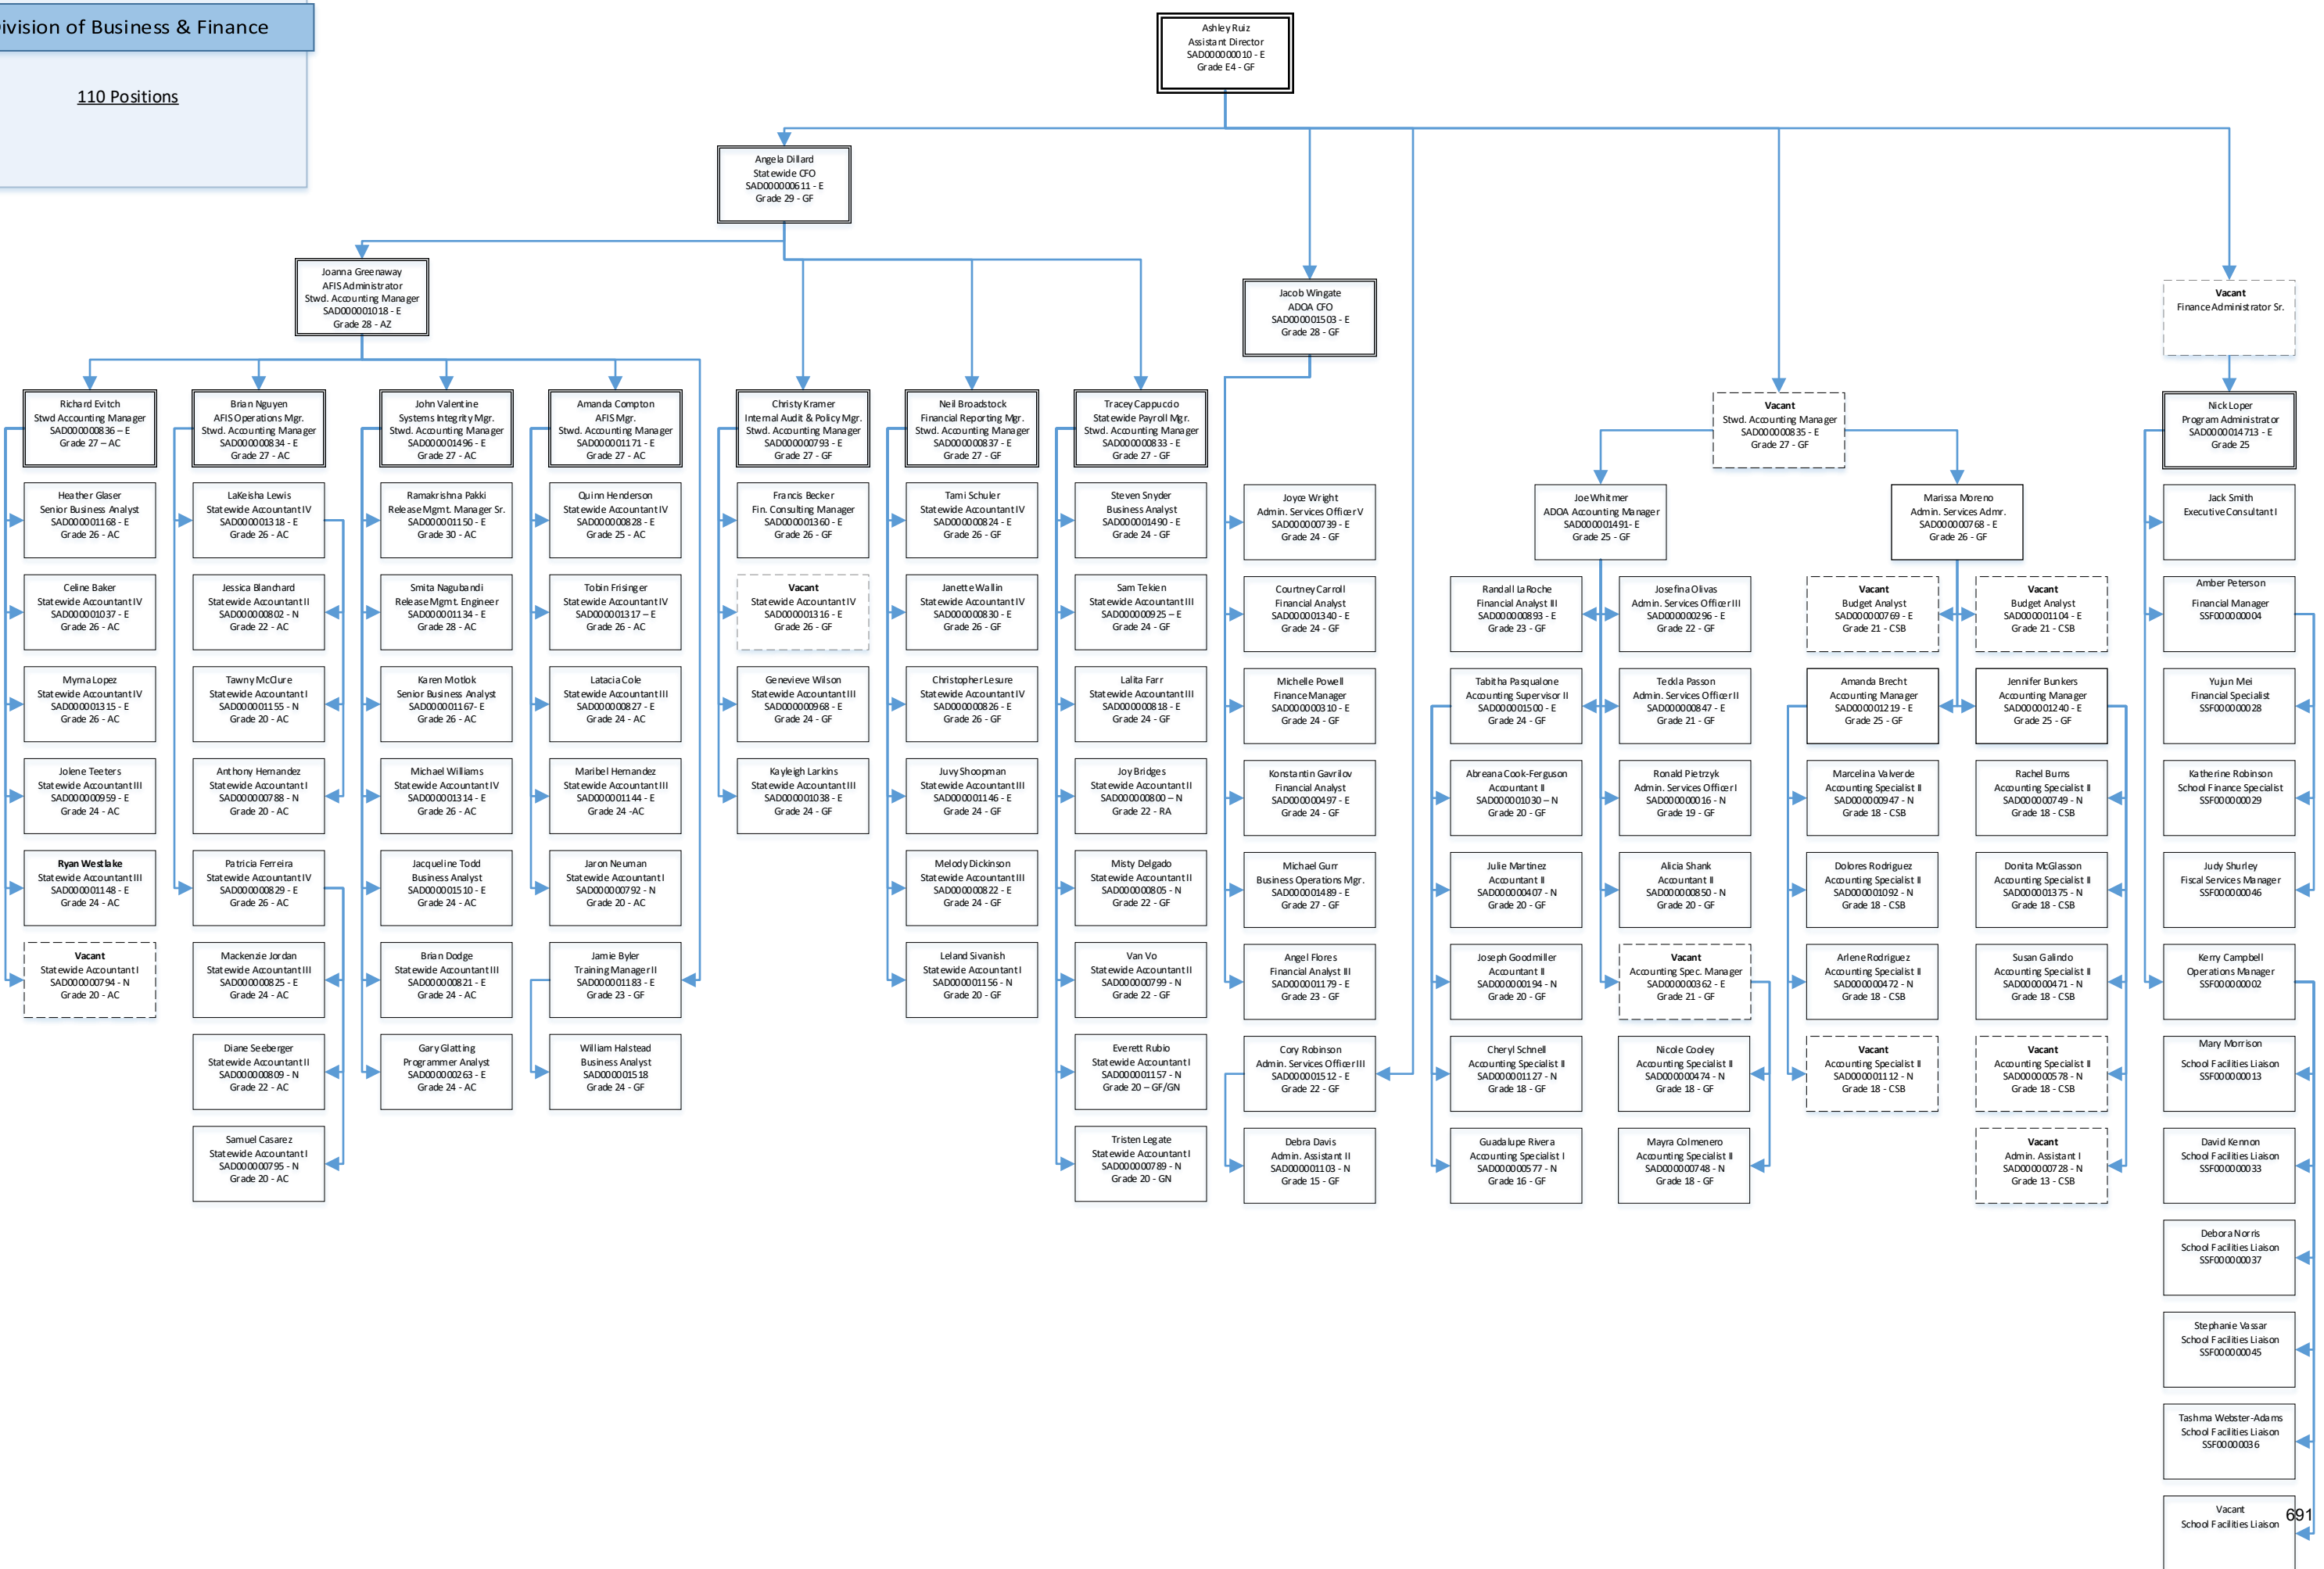 ivision of Business & Finance
110 Positions
Ashley Ruiz
Assistant Director
SAD000000010 - E
Grade E4 - GF
Angela Dillard
Statewide CFO
SAD000000611 - E
Grade 29 - GF
Joanna Greenaway
AFIS Administrator
Stwd. Accounting Manager
SAD000001018 - E
Grade 28 - AZ
Jacob Wingate
ADOA CFO
SAD000001503 - E
Grade 28 - GF
Vacant
Finance Administrator Sr.
Richard Evitch
Stwd Accounting Manager
SAD000000836 – E
Grade 27 – AC
Brian Nguyen
AFIS Operations Mgr.
Stwd. Accounting Manager
SAD000000834 - E
Grade 27 - AC
John Valentine
Systems Integrity Mgr.
Stwd. Accounting Manager
SAD000001496 - E
Grade 27 - AC
Amanda Compton
AFIS Mgr.
Stwd. Accounting Manager
SAD000001171 - E
Grade 27 - AC
Christy Kramer
Internal Audit & Policy Mgr.
Stwd. Accounting Manager
SAD000000793 - E
Grade 27 - GF
Neil Broadstock
Financial Reporting Mgr.
Stwd. Accounting Manager
SAD000000837 - E
Grade 27 - GF
Tracey Cappuccio
Statewide Payroll Mgr.
Stwd. Accounting Manager
SAD000000833 - E
Grade 27 - GF
Vacant
Stwd. Accounting Manager
SAD000000835 - E
Grade 27 - GF
Nick Loper
Program Administrator
SAD0000014713 - E
Grade 25
Heather Glaser
Senior Business Analyst
SAD000001168 - E
Grade 26 - AC
LaKeisha Lewis
Statewide Accountant IV
SAD000001318 - E
Grade 26 - AC
Ramakrishna Pakki
Release Mgmt. Manager Sr.
SAD000001150 - E
Grade 30 - AC
Quinn Henderson
Statewide Accountant IV
SAD000000828 - E
Grade 25 - AC
Francis Becker
Fin. Consulting Manager
SAD000001360 - E
Grade 26 - GF
Tami Schuler
Statewide Accountant IV
SAD000000824 - E
Grade 26 - GF
Steven Snyder
Business Analyst
SAD000001490 - E
Grade 24 - GF
Joyce Wright
Admin. Services Officer V
SAD000000739 - E
Grade 24 - GF
Joe Whitmer
ADOA Accounting Manager
SAD000001491- E
Grade 25 - GF
Marissa Moreno
Admin. Services Admr.
SAD000000768 - E
Grade 26 - GF
Jack Smith
Executive Consultant I
Celine Baker
Statewide Accountant IV
SAD000001037 - E
Grade 26 - AC
Jessica Blanchard
Statewide Accountant II
SAD000000802 - N
Grade 22 - AC
Smita Nagubandi
Release Mgmt. Engineer
SAD000001134 - E
Grade 28 - AC
Tobin Frisinger
Statewide Accountant IV
SAD000001317 – E
Grade 26 - AC
Vacant
Statewide Accountant IV
SAD000001316 - E
Grade 26 - GF
Janette Wallin
Statewide Accountant IV
SAD000000830 - E
Grade 26 - GF
Sam Tekien
Statewide Accountant III
SAD000000925 – E
Grade 24 - GF
Courtney Carroll
Financial Analyst
SAD000001340 - E
Grade 24 - GF
Randall LaRoche
Financial Analyst III
SAD000000893 - E
Grade 23 - GF
Josefina Olivas
Admin. Services Officer III
SAD000000296 - E
Grade 22 - GF
Vacant
Budget Analyst
SAD000000769 - E
Grade 21 - CSB
Vacant
Budget Analyst
SAD000001104 - E
Grade 21 - CSB
Amber Peterson
Financial Manager
SSF000000004
Myrna Lopez
Statewide Accountant IV
SAD000001315 - E
Grade 26 - AC
Tawny McClure
Statewide Accountant I
SAD000001155 - N
Grade 20 - AC
Karen Motlok
Senior Business Analyst
SAD000001167- E
Grade 26 - AC
Latacia Cole
Statewide Accountant III
SAD000000827 - E
Grade 24 - AC
Genevieve Wilson
Statewide Accountant III
SAD000000968 - E
Grade 24 - GF
Christopher Lesure
Statewide Accountant IV
SAD000000826 - E
Grade 26 - GF
Lalita Farr
Statewide Accountant III
SAD000000818 - E
Grade 24 - GF
Michelle Powell
Finance Manager
SAD000000310 - E
Grade 24 - GF
Tabitha Pasqualone
Accounting Supervisor II
SAD000001500 - E
Grade 24 - GF
Teckla Passon
Admin. Services Officer II
SAD000000847 - E
Grade 21 - GF
Amanda Brecht
Accounting Manager
SAD000001219 - E
Grade 25 - GF
Jennifer Bunkers
Accounting Manager
SAD000001240 - E
Grade 25 - GF
Yujun Mei
Financial Specialist
SSF000000028
Jolene Teeters
Statewide Accountant III
SAD000000959 - E
Grade 24 - AC
Anthony Hernandez
Statewide Accountant I
SAD000000788 - N
Grade 20 - AC
Michael Williams
Statewide Accountant IV
SAD000001314 - E
Grade 26 - AC
Maribel Hernandez
Statewide Accountant III
SAD000001144 - E
Grade 24 -AC
Kayleigh Larkins
Statewide Accountant III
SAD000001038 - E
Grade 24 - GF
Juvy Shoopman
Statewide Accountant III
SAD000001146 - E
Grade 24 - GF
Joy Bridges
Statewide Accountant II
SAD000000800 – N
Grade 22 - RA
Konstantin Gavrilov
Financial Analyst
SAD000000497 - E
Grade 24 - GF
Abreana Cook-Ferguson
Accountant II
SAD000001030 – N
Grade 20 - GF
Ronald Pietrzyk
Admin. Services Officer I
SAD000000016 - N
Grade 19 - GF
Marcelina Valverde
Accounting Specialist II
SAD000000947 - N
Grade 18 - CSB
Rachel Burns
Accounting Specialist II
SAD000000749 - N
Grade 18 - CSB
Katherine Robinson
School Finance Specialist
SSF000000029
Ryan Westlake
Statewide Accountant III
SAD000001148 - E
Grade 24 - AC
Patricia Ferreira
Statewide Accountant IV
SAD000000829 - E
Grade 26 - AC
Jacqueline Todd
Business Analyst
SAD000001510 - E
Grade 24 - AC
Jaron Neuman
Statewide Accountant I
SAD000000792 - N
Grade 20 - AC
Melody Dickinson
Statewide Accountant III
SAD000000822 - E
Grade 24 - GF
Misty Delgado
Statewide Accountant II
SAD000000805 - N
Grade 22 - GF
Michael Gurr
Business Operations Mgr.
SAD000001489 - E
Grade 27 - GF
Julie Martinez
Accountant II
SAD000000407 - N
Grade 20 - GF
Alicia Shank
Accountant II
SAD000000850 - N
Grade 20 - GF
Dolores Rodriguez
Accounting Specialist II
SAD000001092 - N
Grade 18 - CSB
Donita McGlasson
Accounting Specialist II
SAD000001375 - N
Grade 18 - CSB
Judy Shurley
Fiscal Services Manager
SSF000000046
Vacant
Statewide Accountant I
SAD000000794 - N
Grade 20 - AC
Mackenzie Jordan
Statewide Accountant III
SAD000000825 - E
Grade 24 - AC
Brian Dodge
Statewide Accountant III
SAD000000821 - E
Grade 24 - AC
Jamie Byler
Training Manager II
SAD000001183 - E
Grade 23 - GF
Leland Sivanish
Statewide Accountant I
SAD000001156 - N
Grade 20 - GF
Van Vo
Statewide Accountant II
SAD000000799 - N
Grade 22 - GF
Angel Flores
Financial Analyst III
SAD000001179 - E
Grade 23 - GF
Joseph Goodmiller
Accountant II
SAD000000194 - N
Grade 20 - GF
Vacant
Accounting Spec. Manager
SAD000000362 - E
Grade 21 - GF
Arlene Rodriguez
Accounting Specialist II
SAD000000472 - N
Grade 18 - CSB
Susan Galindo
Accounting Specialist II
SAD000000471 - N
Grade 18 - CSB
Kerry Campbell
Operations Manager
SSF000000002
Diane Seeberger
Statewide Accountant II
SAD000000809 - N
Grade 22 - AC
Gary Glatting
Programmer Analyst
SAD000000263 - E
Grade 24 - AC
William Halstead
Business Analyst
SAD000001518
Grade 24 - GF
Everett Rubio
Statewide Accountant I
SAD000001157 - N
Grade 20 – GF/GN
Cory Robinson
Admin. Services Officer III
SAD000001512 - E
Grade 22 - GF
Cheryl Schnell
Accounting Specialist II
SAD000001127 - N
Grade 18 - GF
Nicole Cooley
Accounting Specialist II
SAD000000474 - N
Grade 18 - GF
Vacant
Accounting Specialist II
SAD000001112 - N
Grade 18 - CSB
Vacant
Accounting Specialist II
SAD000000578 - N
Grade 18 - CSB
Mary Morrison
School Facilities Liaison
SSF000000013
Samuel Casarez
Statewide Accountant I
SAD000000795 - N
Grade 20 - AC
Tristen Legate
Statewide Accountant I
SAD000000789 - N
Grade 20 - GN
Debra Davis
Admin. Assistant II
SAD000001103 - N
Grade 15 - GF
Guadalupe Rivera
Accounting Specialist I
SAD000000577 - N
Grade 16 - GF
Mayra Colmenero
Accounting Specialist II
SAD000000748 - N
Grade 18 - GF
Vacant
Admin. Assistant I
SAD000000728 - N
Grade 13 - CSB
David Kennon
School Facilities Liaison
SSF000000033
Debora Norris
School Facilities Liaison
SSF000000037
Stephanie Vassar
School Facilities Liaison
SSF000000045
Tashma Webster-Adams
School Facilities Liaison
SSF00000036
Vacant
School Facilities Liaison
691